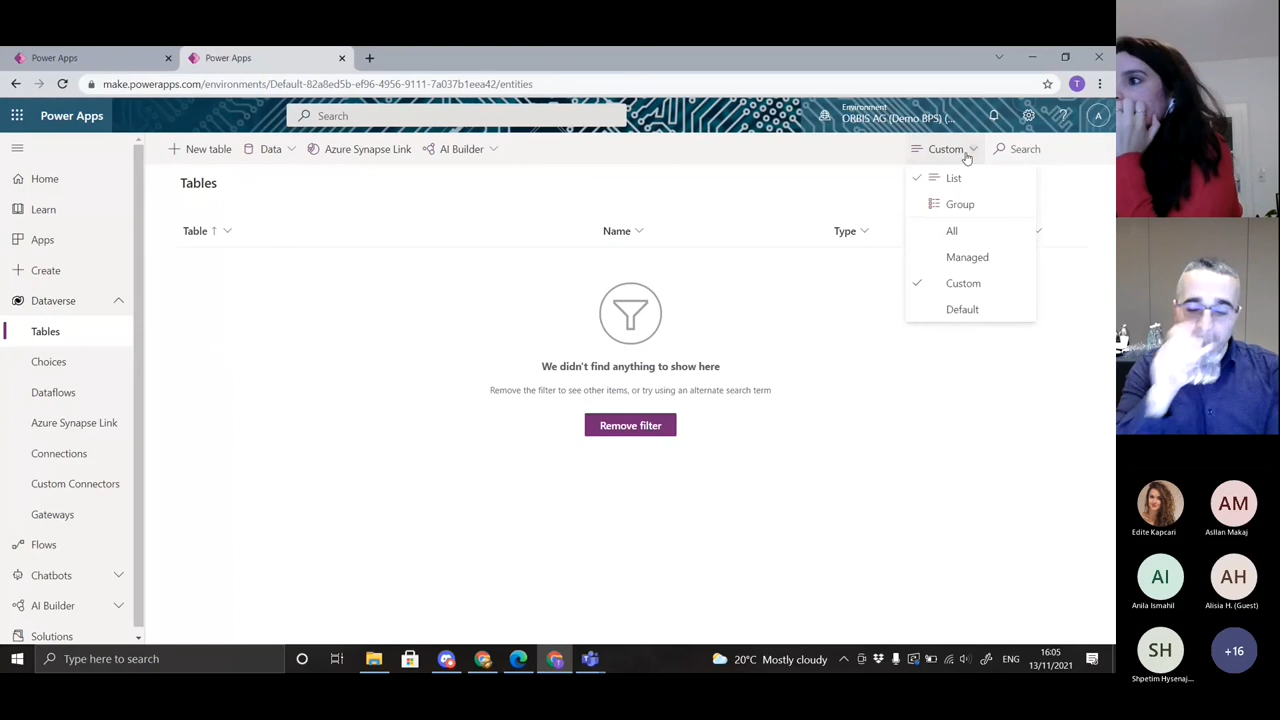 Power Apps
Power Apps
make.powerapps.com/environments/Default-82a8ed5b-ef96-4956-9111-7a037b1eea42/entities
T
Power Apps
Search
Environment
ORBIS AG (Demo BPS) (...
A
New table
Data
Azure Synapse Link
AI Builder
Custom
Search
Home
Learn
Apps
Create
Dataverse
Tables
Choices
Dataflows
Azure Synapse Link
Connections
Custom Connectors
Gateways
Flows
Chatbots
AI Builder
Solutions
Tables
Table ↑
Name
Type
List
Group
All
Managed
Custom
Default
We didn't find anything to show here
Remove the filter to see other items, or try using an alternate search term
Remove filter
Edite Kapcari
AM
Asllan Makaj
AI
Anila Ismahil
AH
Alisia H. (Guest)
SH
Shpetim Hysenaj...
+16
Type here to search
20°C Mostly cloudy
ENG
16:05
13/11/2021